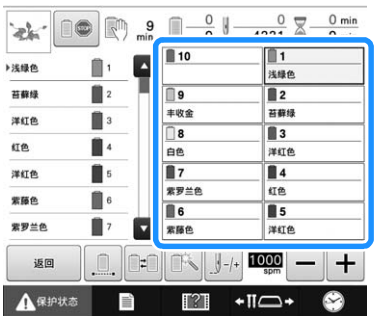 9 min
0
0
0 min
浅绿色 1
苔藓绿 2
洋红色 3
红色 4
洋红色 5
紫藤色 6
紫罗兰色 7
10
1 浅绿色
9 丰收金
2 苔藓绿
8 白色
3 洋红色
7 紫罗兰色
4 红色
6 紫藤色
5 洋红色
返回
-/+
1000 spm
− +
保护状态
?